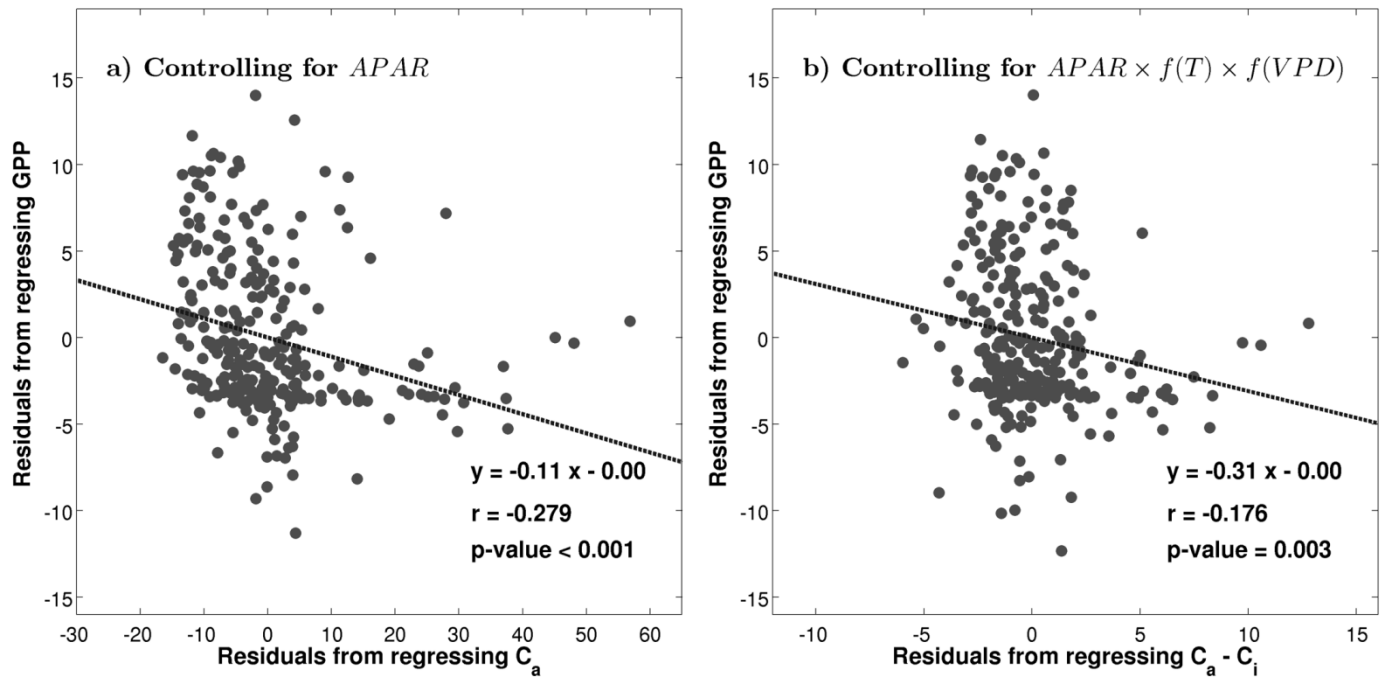 a) Controlling for APAR
Residuals from regressing GPP
15
10
5
0
-5
-10
-15
y = -0.11 x - 0.00
r = -0.279
p-value < 0.001
-30 -20 -10 0 10 20 30 40 50 60
Residuals from regressing Cₐ
b) Controlling for APAR × f(T) × f(VPD)
Residuals from regressing GPP
15
10
5
0
-5
-10
-15
y = -0.31 x - 0.00
r = -0.176
p-value = 0.003
-10 -5 0 5 10 15
Residuals from regressing Cₐ - Cᵢ